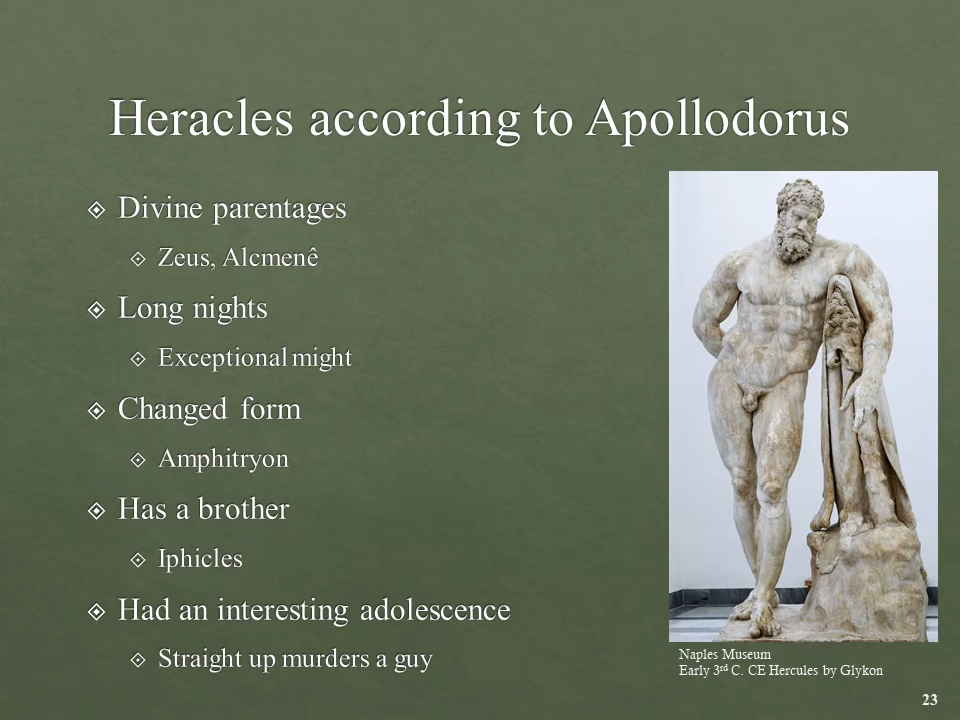 Heracles according to Apollodorus
Divine parentages
Zeus, Alcmenê
Long nights
Exceptional might
Changed form
Amphitryon
Has a brother
Iphicles
Had an interesting adolescence
Straight up murders a guy
Naples Museum
Early 3rd C. CE Hercules by Glykon
23